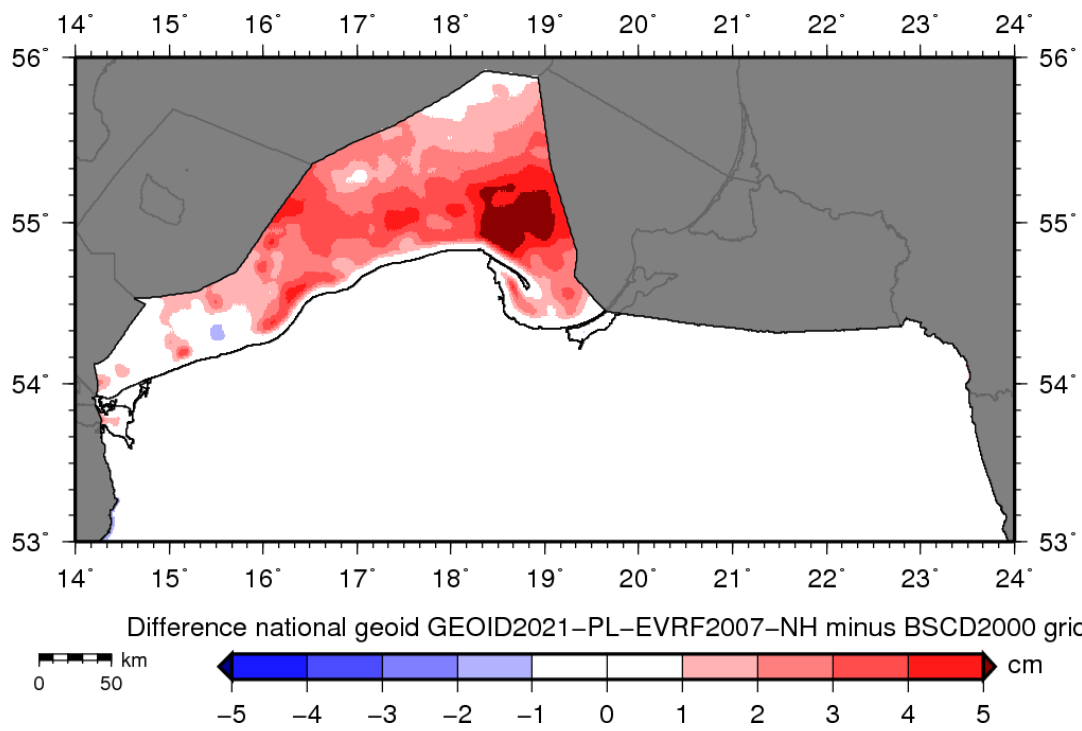 14˚ 15˚ 16˚ 17˚ 18˚ 19˚ 20˚ 21˚ 22˚ 23˚ 24˚
56˚ 56˚
55˚ 55˚
54˚ 54˚
53˚ 53˚
14˚ 15˚ 16˚ 17˚ 18˚ 19˚ 20˚ 21˚ 22˚ 23˚ 24˚
Difference national geoid GEOID2021−PL−EVRF2007−NH minus BSCD2000 grid
km
0 50
cm
−5 −4 −3 −2 −1 0 1 2 3 4 5